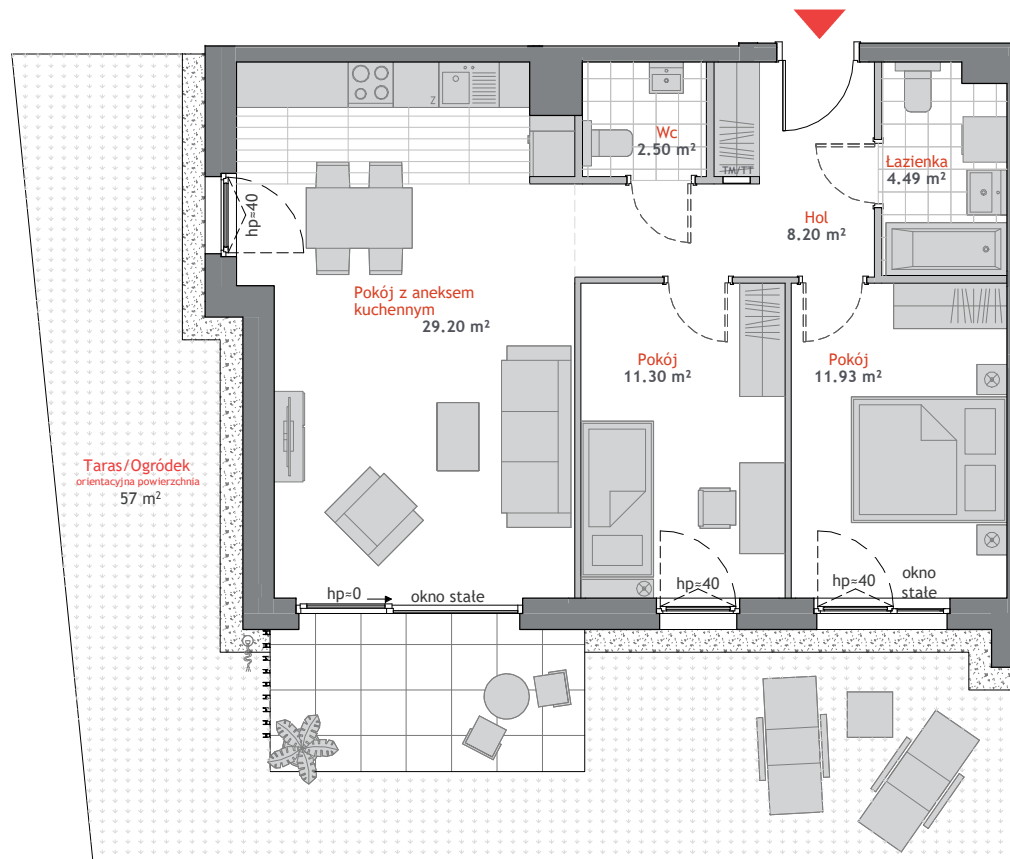 Wc
2.50 m²
TM/TT
Łazienka
4.49 m²
Z
hp≈40
Hol
8.20 m²
Pokój z aneksem
kuchennym
29.20 m²
Pokój
11.30 m²
Pokój
11.93 m²
Taras/Ogródek
orientacyjna powierzchnia
57 m²
hp≈0
okno stałe
hp≈40
hp≈40
okno
stałe